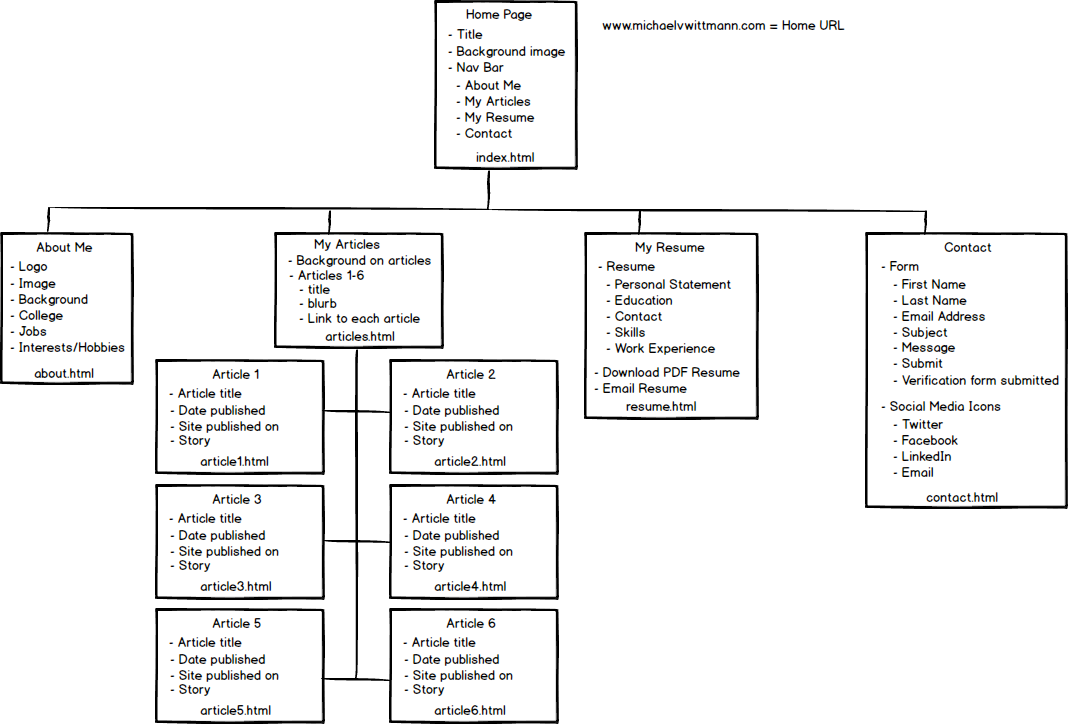 Home Page
- Title
- Background image
- Nav Bar
- About Me
- My Articles
- My Resume
- Contact
index.html
www.michaelvwittmann.com = Home URL
About Me
- Logo
- Image
- Background
- College
- Jobs
- Interests/Hobbies
about.html
My Articles
- Background on articles
- Articles 1-6
- title
- blurb
- Link to each article
articles.html
Article 1
- Article title
- Date published
- Site published on
- Story
article1.html
Article 2
- Article title
- Date published
- Site published on
- Story
article2.html
Article 3
- Article title
- Date published
- Site published on
- Story
article3.html
Article 4
- Article title
- Date published
- Site published on
- Story
article4.html
Article 5
- Article title
- Date published
- Site published on
- Story
article5.html
Article 6
- Article title
- Date published
- Site published on
- Story
article6.html
My Resume
- Resume
- Personal Statement
- Education
- Contact
- Skills
- Work Experience
- Download PDF Resume
- Email Resume
resume.html
Contact
- Form
- First Name
- Last Name
- Email Address
- Subject
- Message
- Submit
- Verification form submitted
- Social Media Icons
- Twitter
- Facebook
- LinkedIn
- Email
contact.html